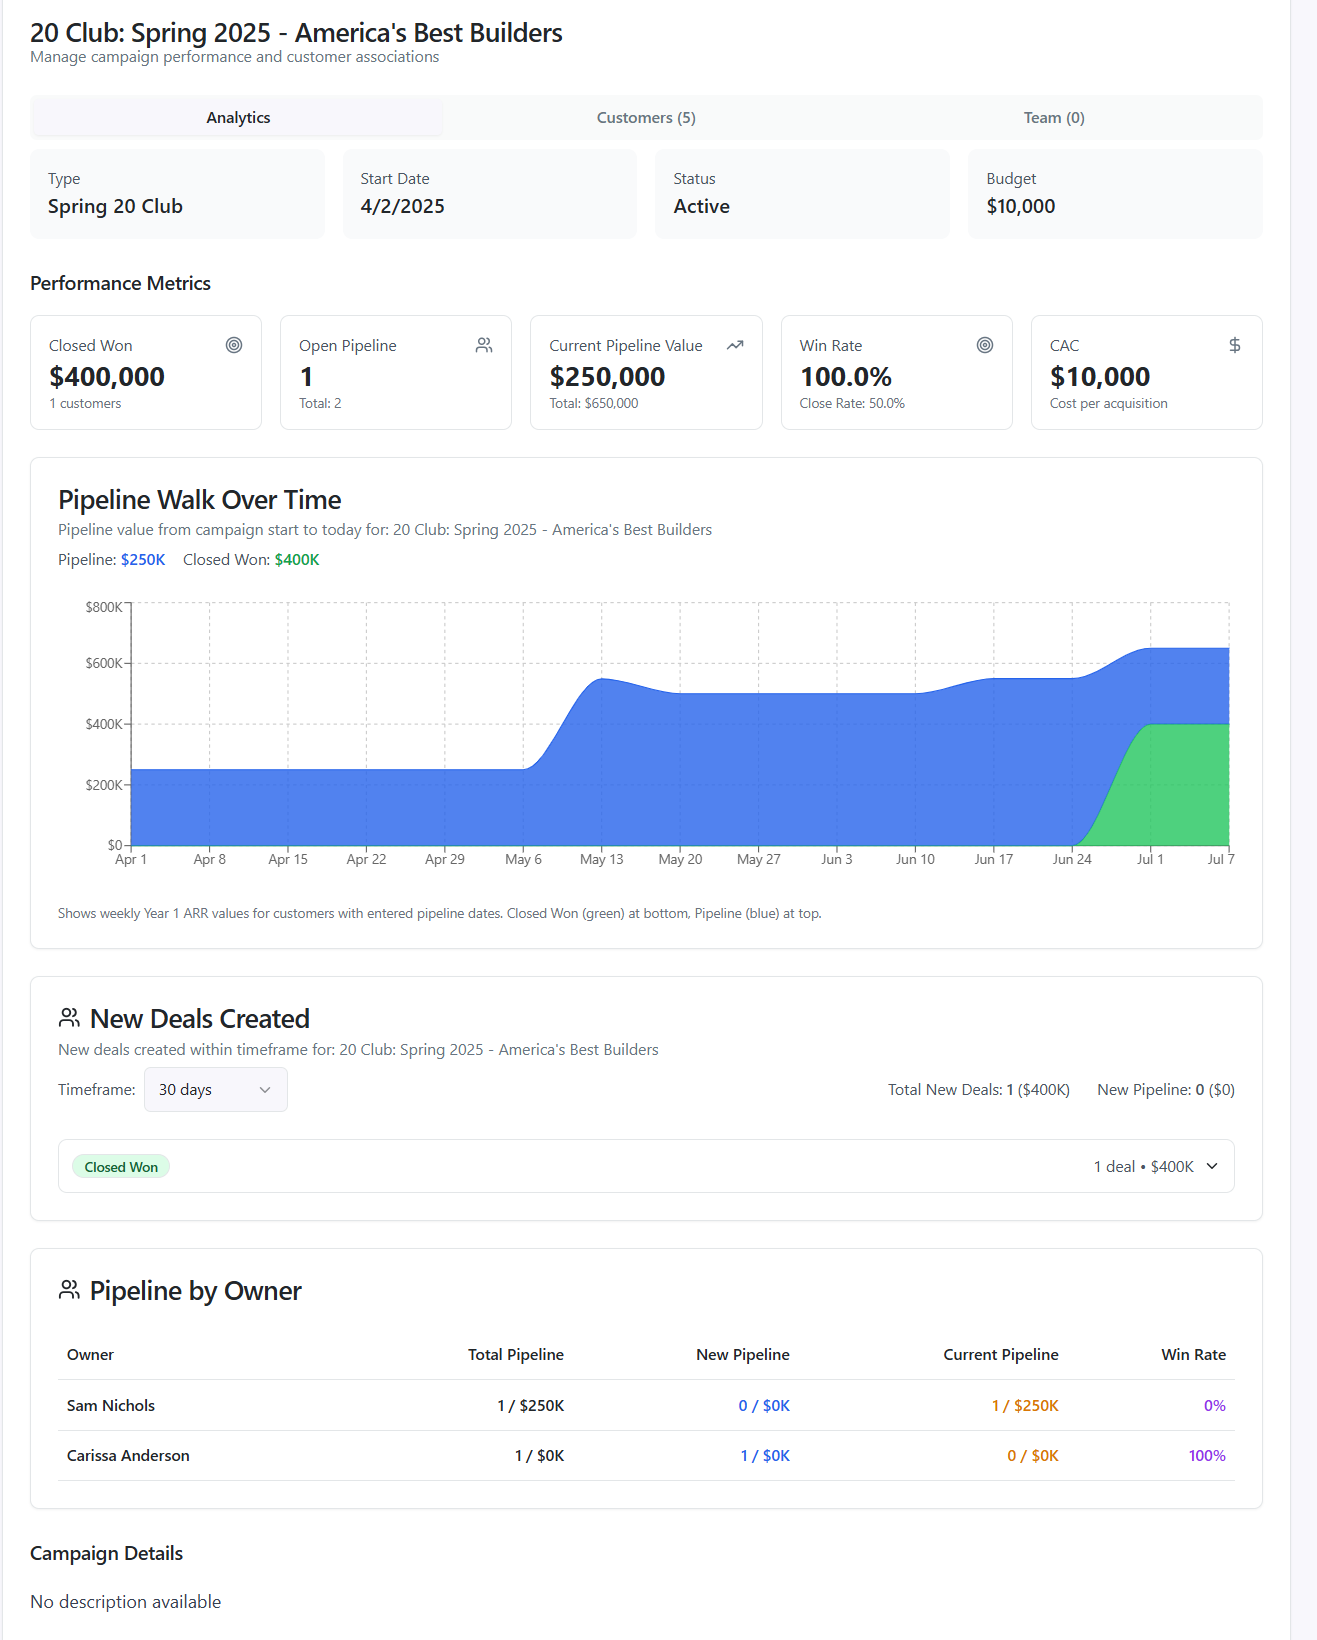 20 Club: Spring 2025 - America's Best Builders
Manage campaign performance and customer associations
Analytics
Customers (5)
Team (0)
Type
Spring 20 Club
Start Date
4/2/2025
Status
Active
Budget
$10,000
Performance Metrics
Closed Won
$400,000
1 customers
Open Pipeline
1
Total: 2
Current Pipeline Value
$250,000
Total: $650,000
Win Rate
100.0%
Close Rate: 50.0%
CAC
$10,000
Cost per acquisition
Pipeline Walk Over Time
Pipeline value from campaign start to today for: 20 Club: Spring 2025 - America's Best Builders
Pipeline: $250K Closed Won: $400K
$800K
$600K
$400K
$200K
$0
Apr 1 Apr 8 Apr 15 Apr 22 Apr 29 May 6 May 13 May 20 May 27 Jun 3 Jun 10 Jun 17 Jun 24 Jul 1 Jul 7
Shows weekly Year 1 ARR values for customers with entered pipeline dates. Closed Won (green) at bottom, Pipeline (blue) at top.
New Deals Created
New deals created within timeframe for: 20 Club: Spring 2025 - America's Best Builders
Timeframe: 30 days
Total New Deals: 1 ($400K) New Pipeline: 0 ($0)
Closed Won
1 deal • $400K
Pipeline by Owner
Owner Total Pipeline New Pipeline Current Pipeline Win Rate
Sam Nichols 1 / $250K 0 / $0K 1 / $250K 0%
Carissa Anderson 1 / $0K 1 / $0K 0 / $0K 100%
Campaign Details
No description available